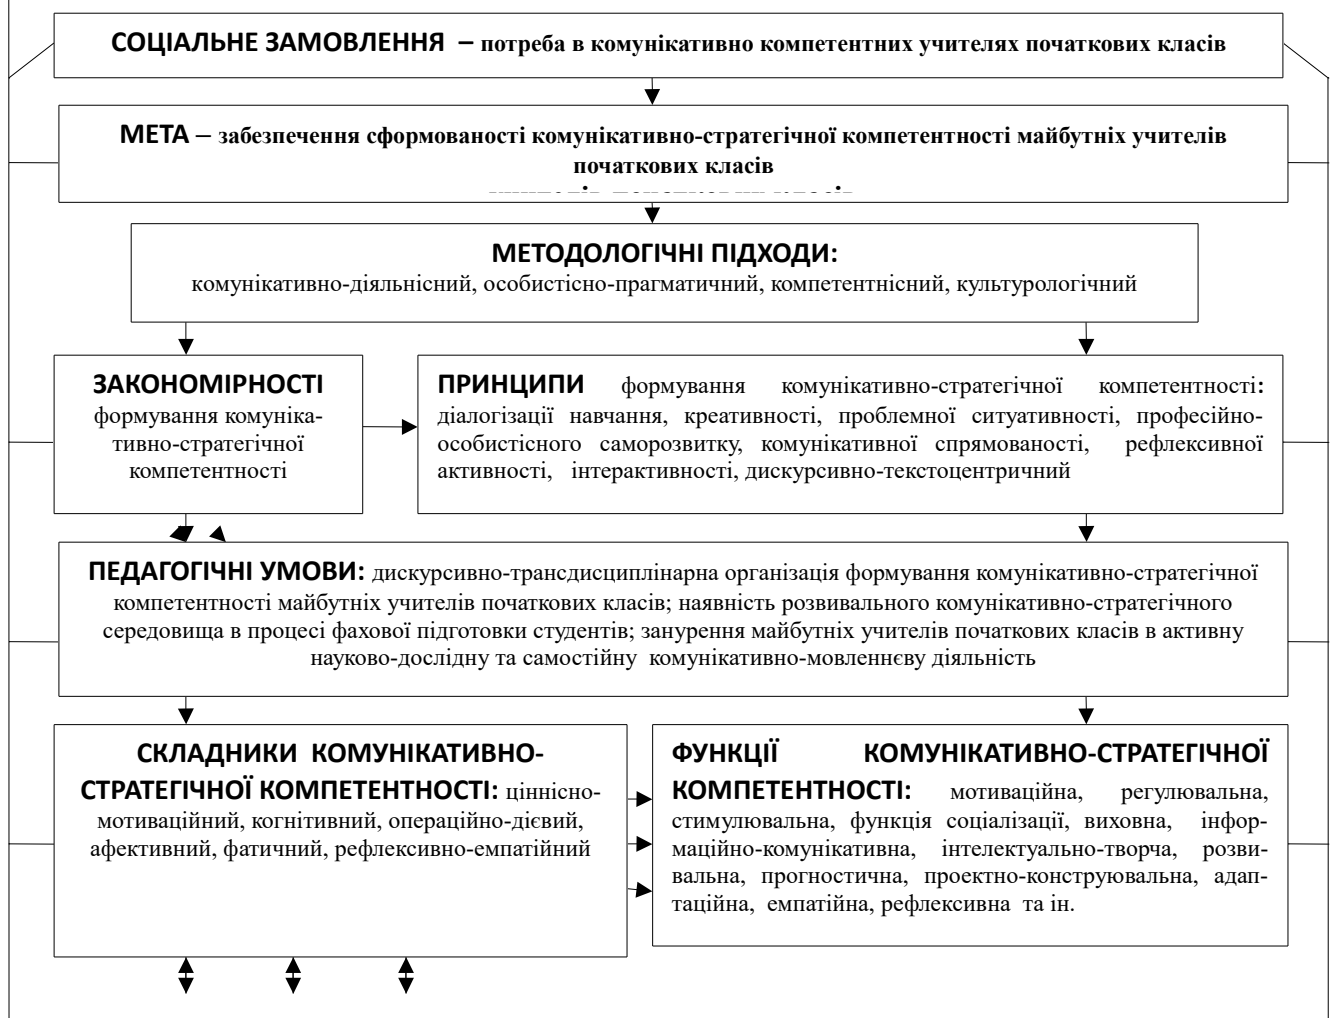 СОЦІАЛЬНЕ ЗАМОВЛЕННЯ – потреба в комунікативно компетентних учителях початкових класів
МЕТА – забезпечення сформованості комунікативно-стратегічної компетентності майбутніх учителів
початкових класів
учителів початкових класів
МЕТОДОЛОГІЧНІ ПІДХОДИ:
комунікативно-діяльнісний, особистісно-прагматичний, компетентнісний, культурологічний
ЗАКОНОМІРНОСТІ
формування комуніка-
тивно-стратегічної
компетентності
ПРИНЦИПИ формування комунікативно-стратегічної компетентності:
діалогізації навчання, креативності, проблемної ситуативності, професійно-
особистісного саморозвитку, комунікативної спрямованості, рефлексивної
активності, інтерактивності, дискурсивно-текстоцентричний
ПЕДАГОГІЧНІ УМОВИ: дискурсивно-трансдисциплінарна організація формування комунікативно-стратегічної
компетентності майбутніх учителів початкових класів; наявність розвивального комунікативно-стратегічного
середовища в процесі фахової підготовки студентів; занурення майбутніх учителів початкових класів в активну
науково-дослідну та самостійну комунікативно-мовленнєву діяльність
СКЛАДНИКИ КОМУНІКАТИВНО-
СТРАТЕГІЧНОЇ КОМПЕТЕНТНОСТІ: ціннісно-
мотиваційний, когнітивний, операційно-дієвий,
афективний, фатичний, рефлексивно-емпатійний
ФУНКЦІЇ КОМУНІКАТИВНО-СТРАТЕГІЧНОЇ
КОМПЕТЕНТНОСТІ: мотиваційна, регулювальна,
стимулювальна, функція соціалізації, виховна, інфор-
маційно-комунікативна, інтелектуально-творча, розви-
вальна, прогностична, проектно-конструювальна, адап-
таційна, емпатійна, рефлексивна та ін.